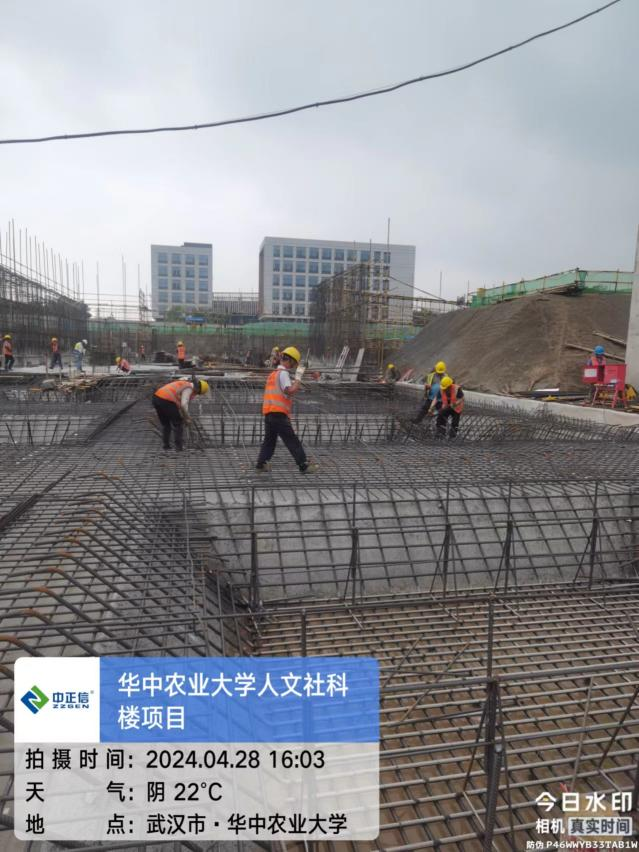 中正信®
ZZGEN
华中农业大学人文社科
楼项目
拍摄时间：2024.04.28 16:03
天气：阴 22℃
地点：武汉市·华中农业大学
今日水印
相机 真实时间
防伪 P46WWYB33TAB1W